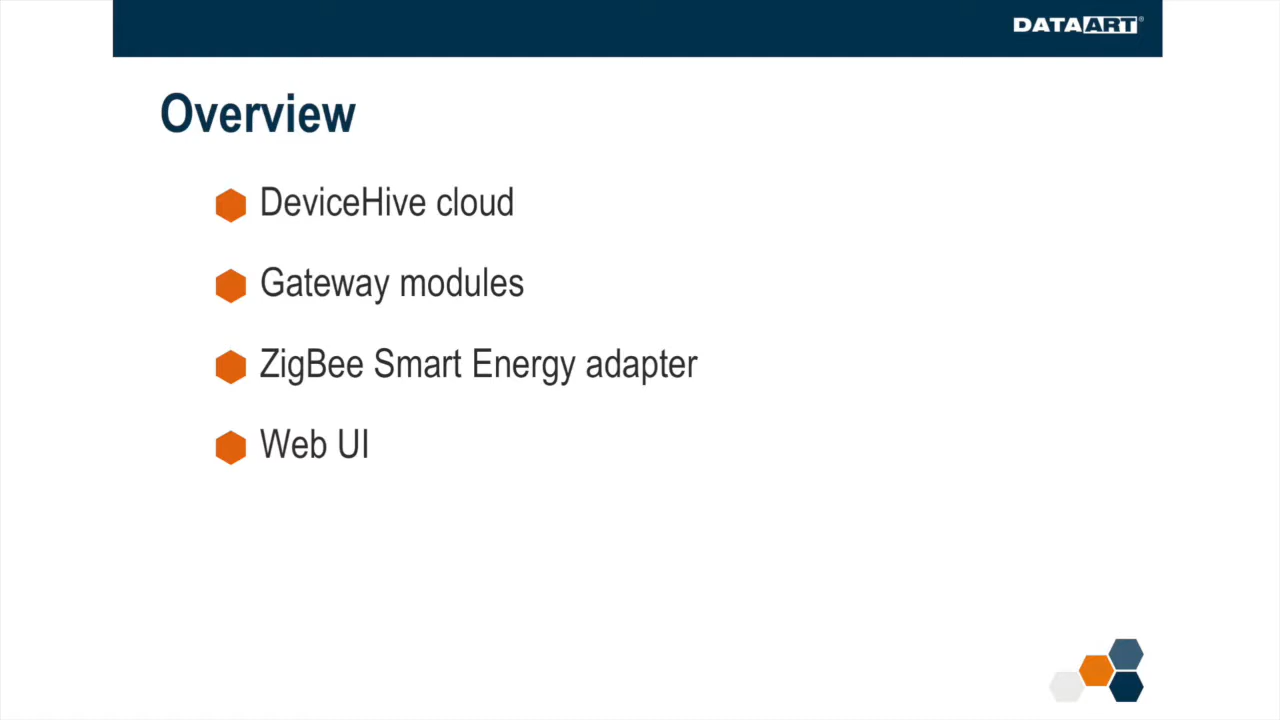 DATAART®
Overview
DeviceHive cloud
Gateway modules
ZigBee Smart Energy adapter
Web UI